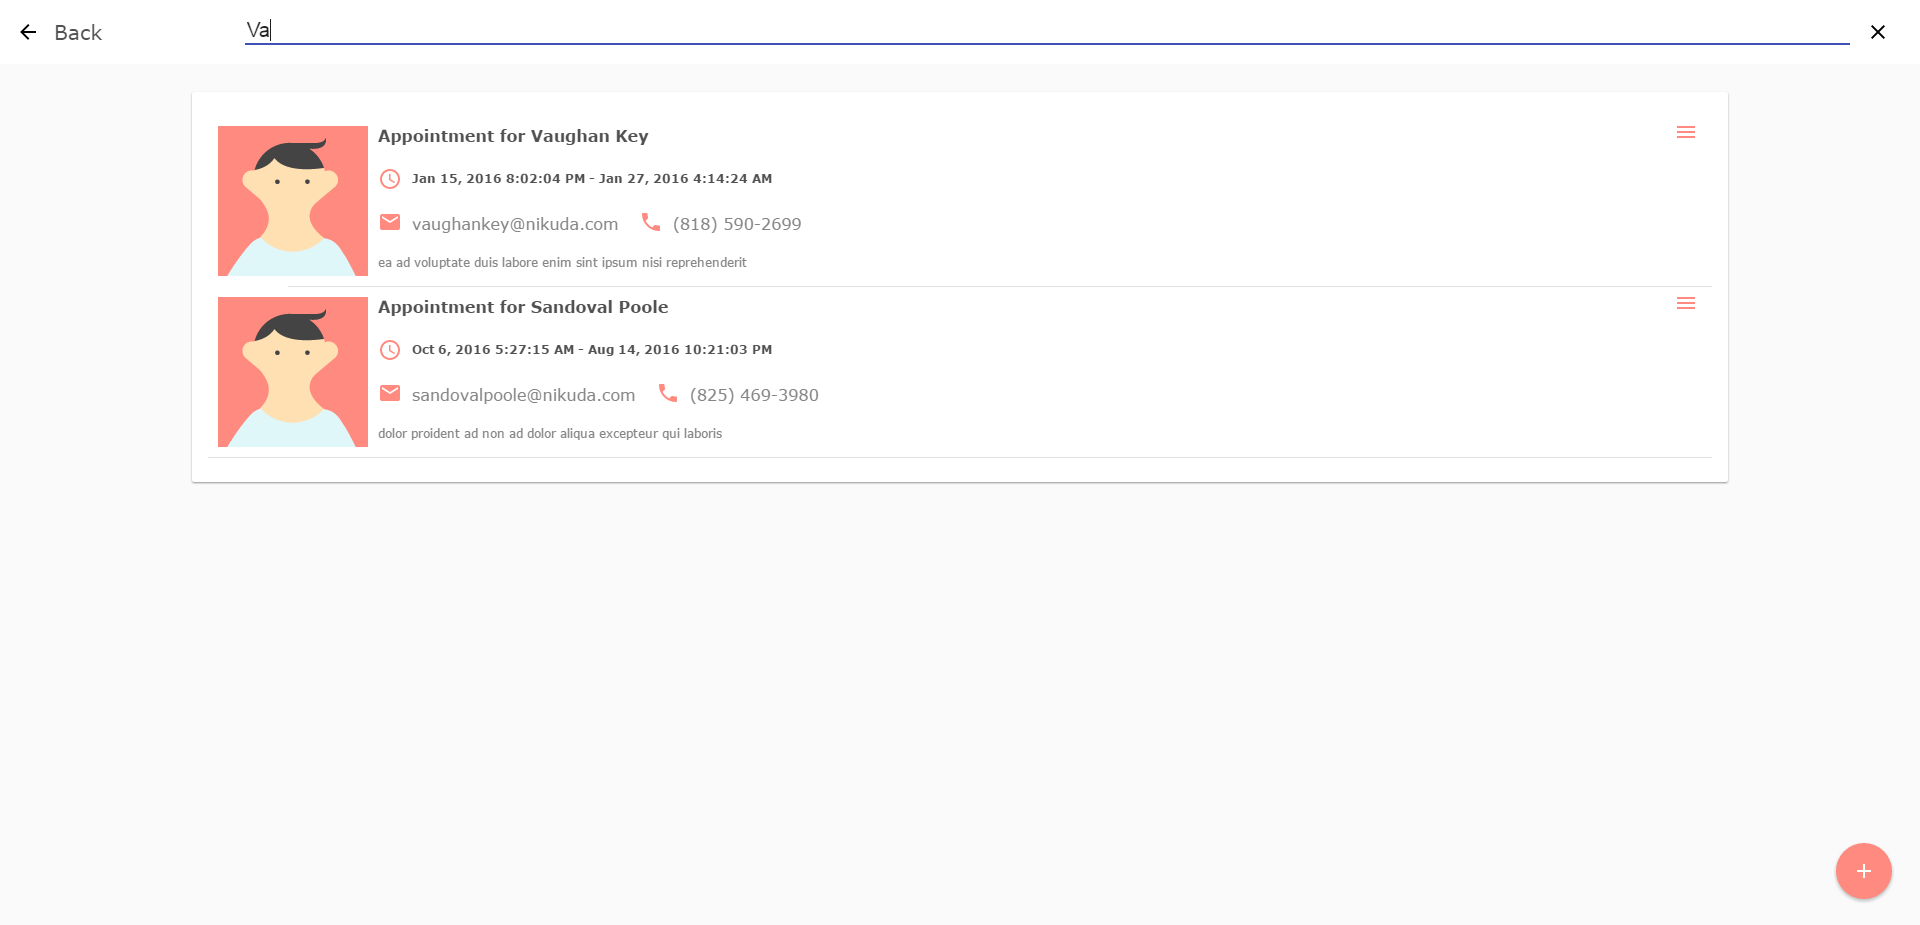 Back
Va
Appointment for Vaughan Key
Jan 15, 2016 8:02:04 PM - Jan 27, 2016 4:14:24 AM
vaughankey@nikuda.com (818) 590-2699
ea ad voluptate duis labore enim sint ipsum nisi reprehenderit
Appointment for Sandoval Poole
Oct 6, 2016 5:27:15 AM - Aug 14, 2016 10:21:03 PM
sandovalpoole@nikuda.com (825) 469-3980
dolor proident ad non ad dolor aliqua excepteur qui laboris